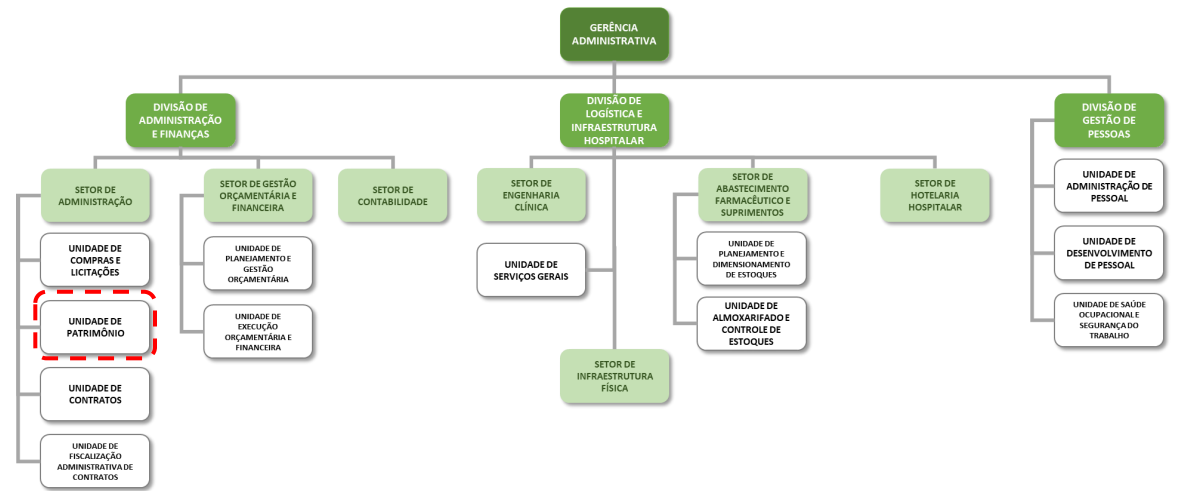 GERÊNCIA
ADMINISTRATIVA
DIVISÃO DE
ADMINISTRAÇÃO
E FINANÇAS
DIVISÃO DE
LOGÍSTICA E
INFRAESTRUTURA
HOSPITALAR
DIVISÃO DE
GESTÃO DE
PESSOAS
SETOR DE
ADMINISTRAÇÃO
SETOR DE GESTÃO
ORÇAMENTÁRIA E
FINANCEIRA
SETOR DE
CONTABILIDADE
SETOR DE
ENGENHARIA
CLÍNICA
SETOR DE
ABASTECIMENTO
FARMACÊUTICO E
SUPRIMENTOS
SETOR DE
HOTELARIA
HOSPITALAR
UNIDADE DE
ADMINISTRAÇÃO DE
PESSOAL
UNIDADE DE
COMPRAS E
LICITAÇÕES
UNIDADE DE
PLANEJAMENTO E
GESTÃO
ORÇAMENTÁRIA
UNIDADE DE
SERVIÇOS GERAIS
UNIDADE DE
PLANEJAMENTO E
DIMENSIONAMENTO
DE ESTOQUES
UNIDADE DE
DESENVOLVIMENTO
DE PESSOAL
UNIDADE DE
PATRIMÔNIO
UNIDADE DE
EXECUÇÃO
ORÇAMENTÁRIA E
FINANCEIRA
UNIDADE DE
ALMOXARIFADO E
CONTROLE DE
ESTOQUES
UNIDADE DE SAÚDE
OCUPACIONAL E
SEGURANÇA DO
TRABALHO
SETOR DE
INFRAESTRUTURA
FÍSICA
UNIDADE DE
CONTRATOS
UNIDADE DE
FISCALIZAÇÃO
ADMINISTRATIVA DE
CONTRATOS